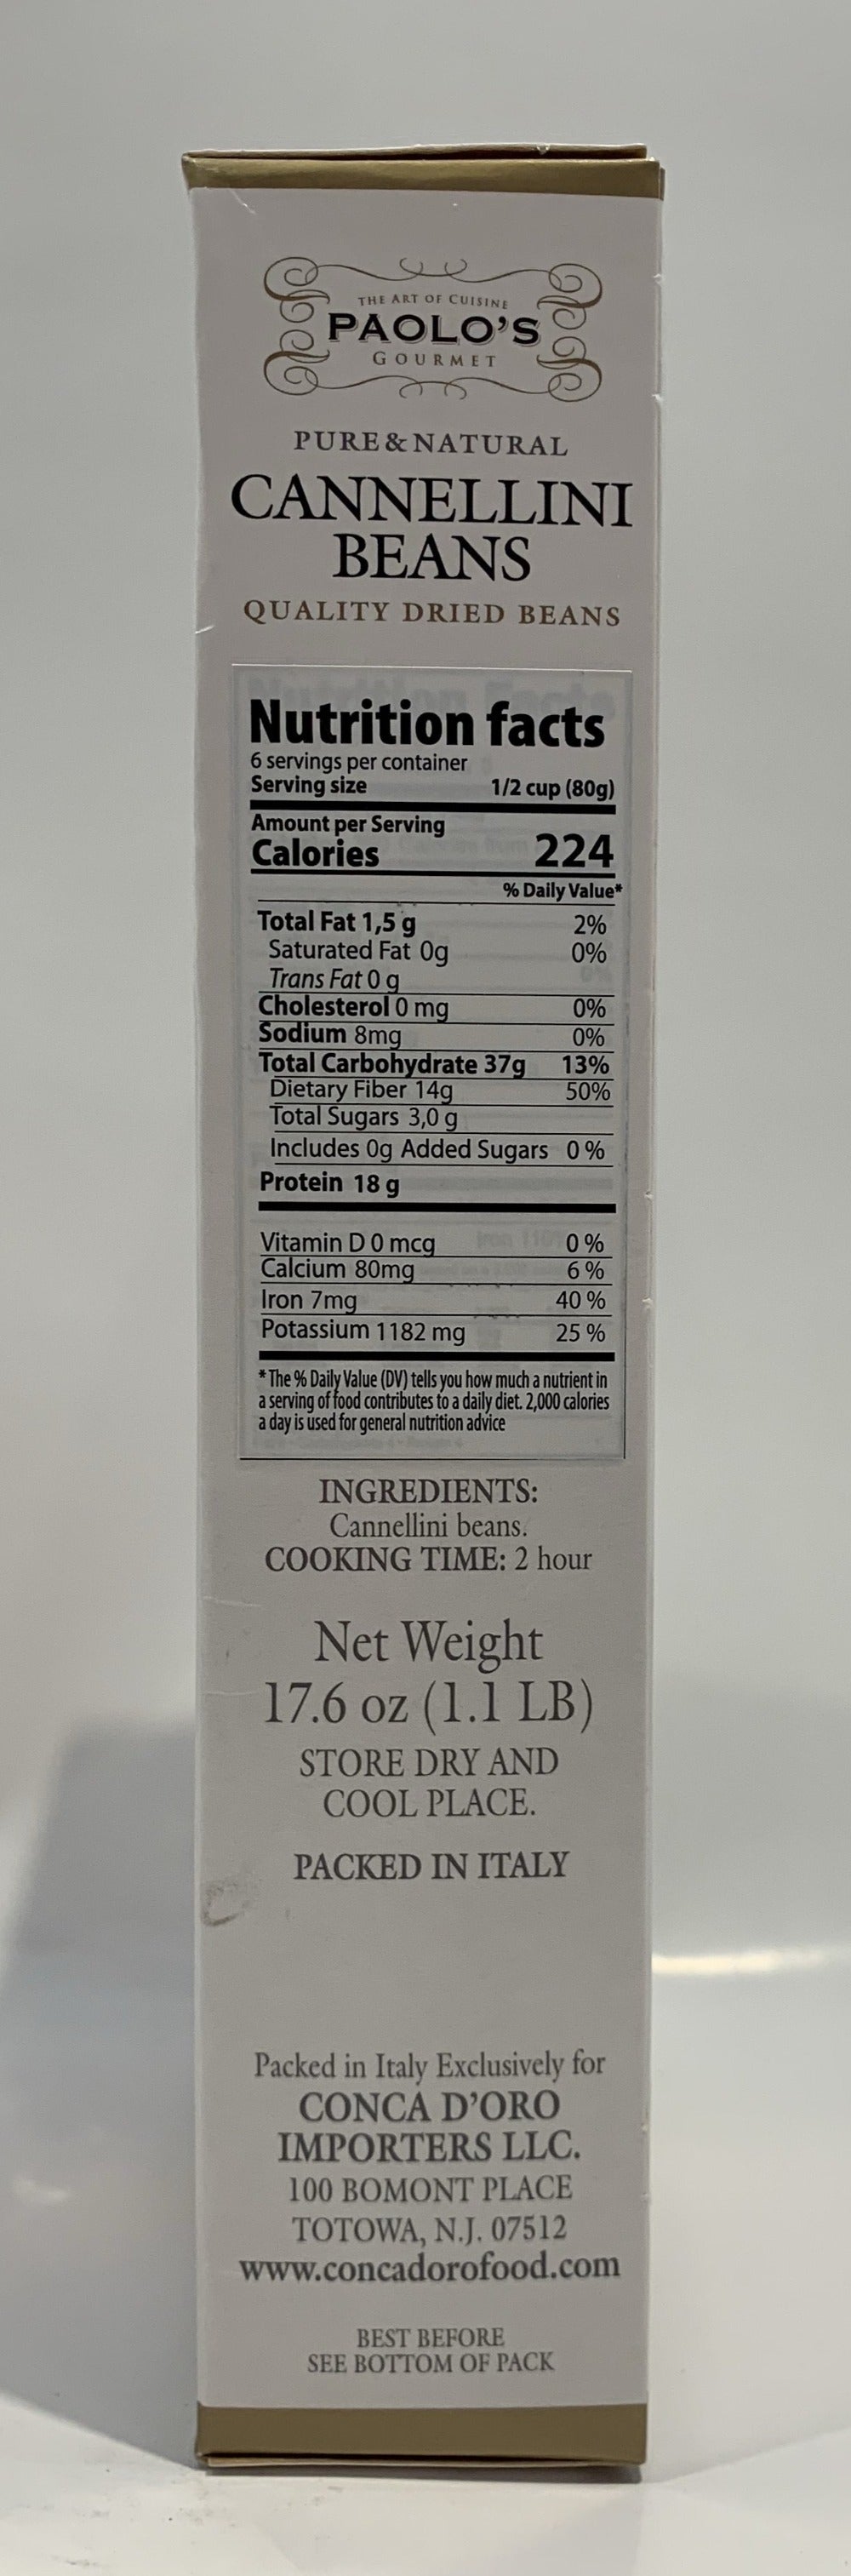 THE ART OF CUISINE
PAOLO'S
GOURMET
PURE & NATURAL
CANNELLINI
BEANS
QUALITY DRIED BEANS
Nutrition facts
6 servings per container
Serving size 1/2 cup (80g)
Amount per Serving
Calories 224
% Daily Value*
Total Fat 1,5 g 2%
Saturated Fat 0g 0%
Trans Fat 0 g
Cholesterol 0 mg 0%
Sodium 8mg 0%
Total Carbohydrate 37g 13%
Dietary Fiber 14g 50%
Total Sugars 3,0 g
Includes 0g Added Sugars 0 %
Protein 18 g
Vitamin D 0 mcg 0 %
Calcium 80mg 6 %
Iron 7mg 40 %
Potassium 1182 mg 25 %
* The % Daily Value (DV) tells you how much a nutrient in
a serving of food contributes to a daily diet. 2,000 calories
a day is used for general nutrition advice
INGREDIENTS:
Cannellini beans.
COOKING TIME: 2 hour
Net Weight
17.6 oz (1.1 LB)
STORE DRY AND
COOL PLACE.
PACKED IN ITALY
Packed in Italy Exclusively for
CONCA D'ORO
IMPORTERS LLC.
100 BOMONT PLACE
TOTOWA, N.J. 07512
www.concadorofood.com
BEST BEFORE
SEE BOTTOM OF PACK